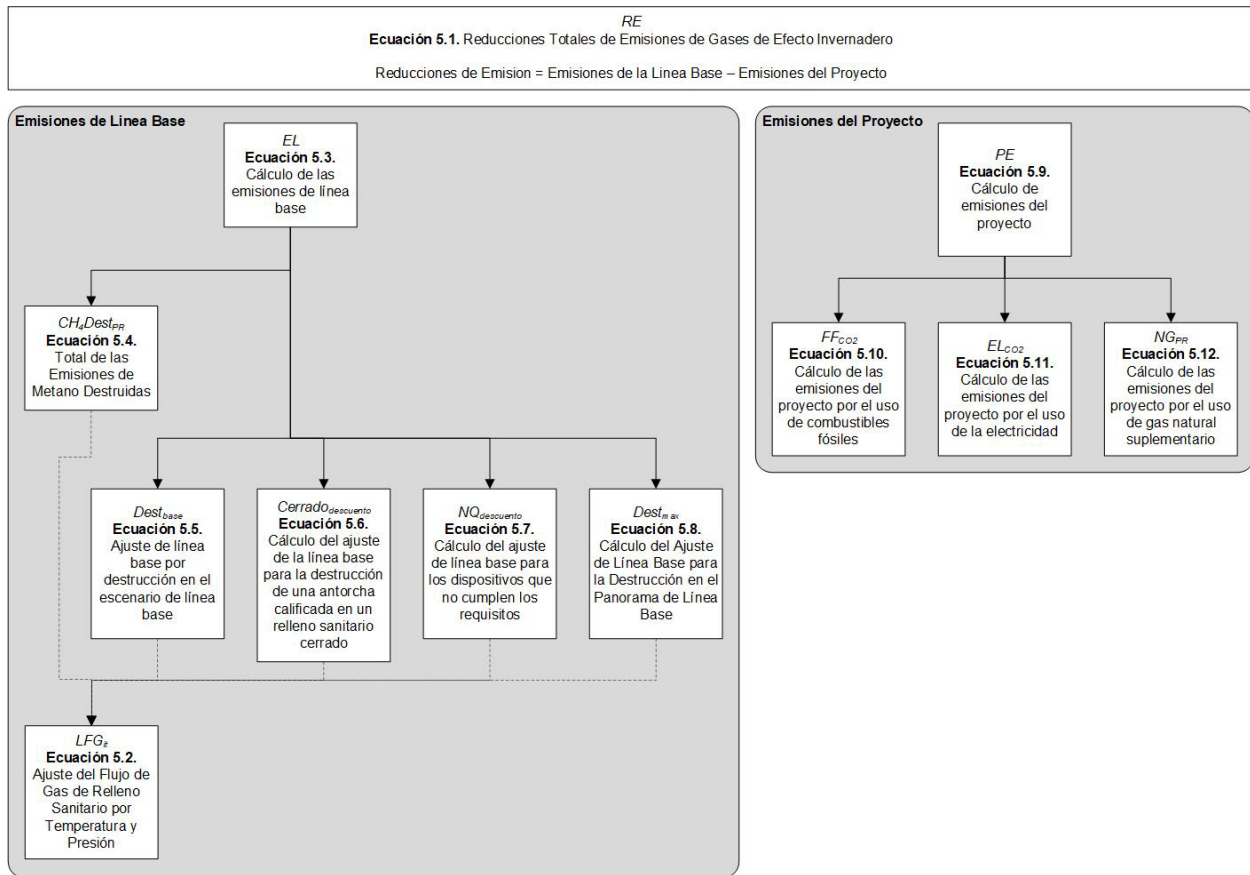 RE
Ecuación 5.1. Reducciones Totales de Emisiones de Gases de Efecto Invernadero
Reducciones de Emision = Emisiones de la Linea Base – Emisiones del Proyecto
Emisiones de Linea Base
EL
Ecuación 5.3.
Cálculo de las
emisiones de línea
base
CH₄Dest_PR
Ecuación 5.4.
Total de las
Emisiones de
Metano Destruidas
Dest_base
Ecuación 5.5.
Ajuste de línea
base por
destrucción en el
escenario de línea
base
Cerrado_descuento
Ecuación 5.6.
Cálculo del ajuste
de la línea base
para la destrucción
de una antorcha
calificada en un
relleno sanitario
cerrado
NQ_descuento
Ecuación 5.7.
Cálculo del ajuste
de línea base para
los dispositivos que
no cumplen los
requisitos
Dest_max
Ecuación 5.8.
Cálculo del Ajuste
de Línea Base para
la Destrucción en el
Panorama de Línea
Base
LFG_it
Ecuación 5.2.
Ajuste del Flujo de
Gas de Relleno
Sanitario por
Temperatura y
Presión
Emisiones del Proyecto
PE
Ecuación 5.9.
Cálculo de
emisiones del
proyecto
FF_CO2
Ecuación 5.10.
Cálculo de las
emisiones del
proyecto por el uso
de combustibles
fósiles
EL_CO2
Ecuación 5.11.
Cálculo de las
emisiones del
proyecto por el uso
de la electricidad
NG_PR
Ecuación 5.12.
Cálculo de las
emisiones del
proyecto por el uso
de gas natural
suplementario